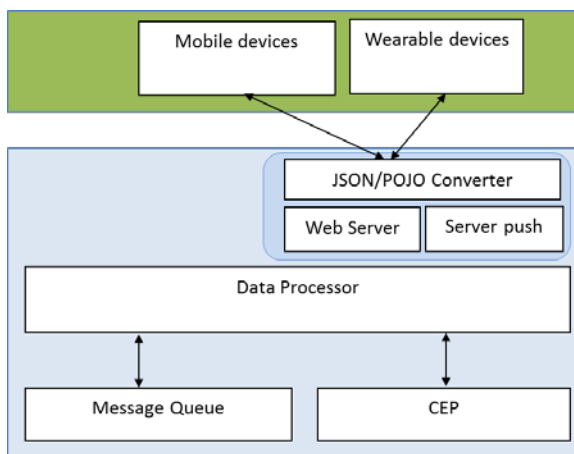 Mobile devices
Wearable devices
JSON/POJO Converter
Web Server
Server push
Data Processor
Message Queue
CEP